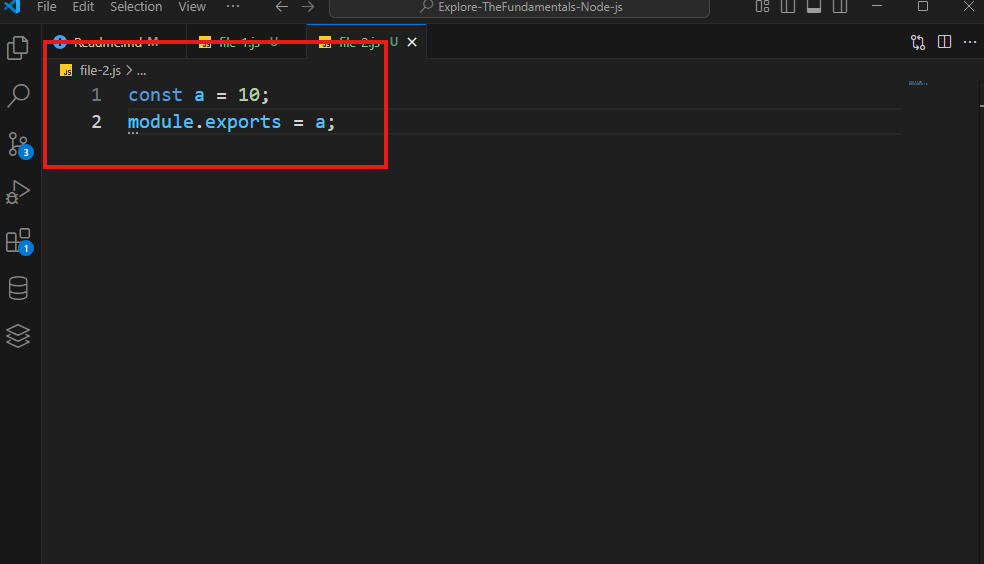 File Edit Selection View ··· Explore-TheFundamentals-Node-js
Readme.md M file-1.js U file-2.js U
JS file-2.js > ...
1 const a = 10;
2 module.exports = a;
3
1